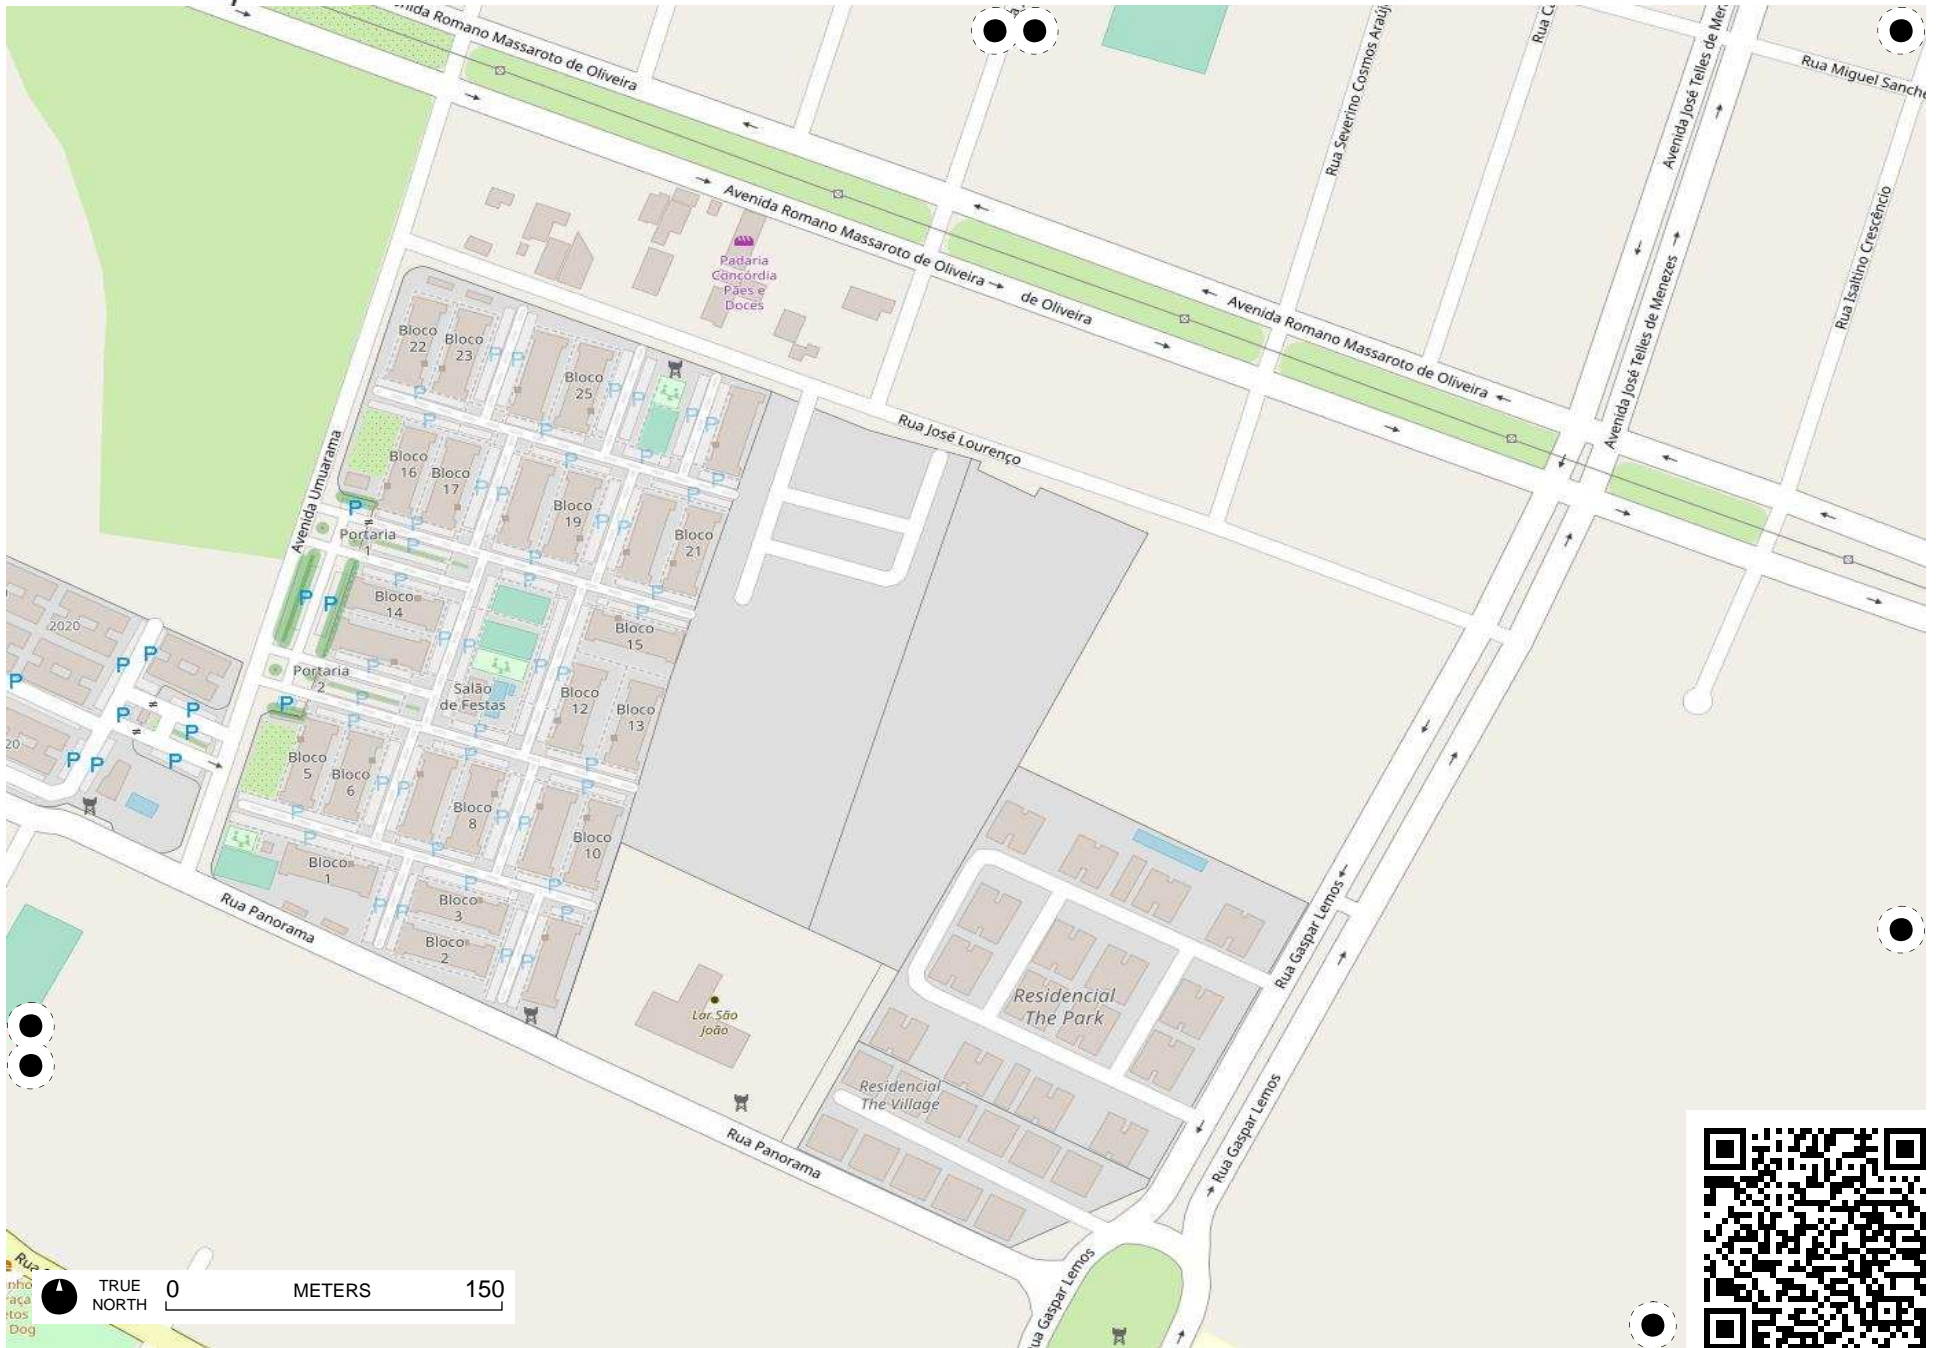 Avenida Romano Massaroto de Oliveira
Rua Severino Cosmos Araújo
Avenida José Telles de Menezes
Rua Miguel Sanche
Avenida Romano Massaroto de Oliveira
de Oliveira
Avenida Romano Massaroto de Oliveira
Avenida José Telles de Menezes
Rua Isaltino Crescêncio
Padaria
Concórdia
Pães e
Doces
Rua José Lourenço
Avenida Umuarama
Bloco
22
Bloco
23
Bloco
25
Bloco
16
Bloco
17
Bloco
19
Bloco
21
Portaria
1
Bloco
14
Bloco
15
Portaria
2
Salão
de Festas
Bloco
12
Bloco
13
Bloco
5
Bloco
6
Bloco
8
Bloco
10
Bloco
1
Bloco
3
Bloco
2
2020
20
Rua Panorama
Lar São
João
Residencial
The Park
Residencial
The Village
Rua Gaspar Lemos
Rua Gaspar Lemos
Rua Panorama
Rua Gaspar Lemos
Rua
Dog
TRUE
NORTH
0 METERS 150